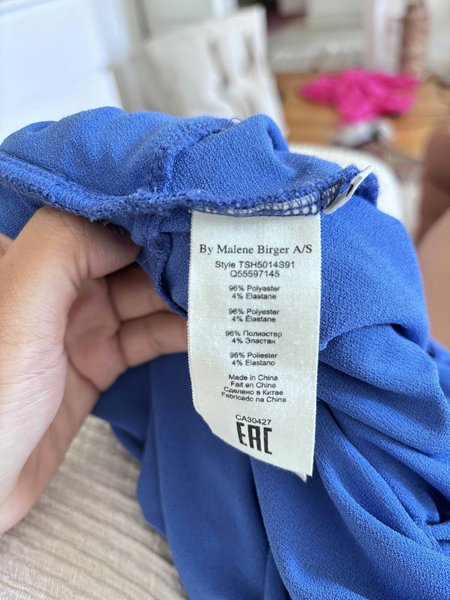 By Malene Birger A/S
Style TSH5014S91
Q55597145
96% Polyester
4% Elastane
96% Polyester
4% Elastane
96% Полиэстер
4% Эластан
96% Poliester
4% Elastano
Made in China
Fait en Chine
Сделано в Китае
Fabricado na China
CA30427
EAC